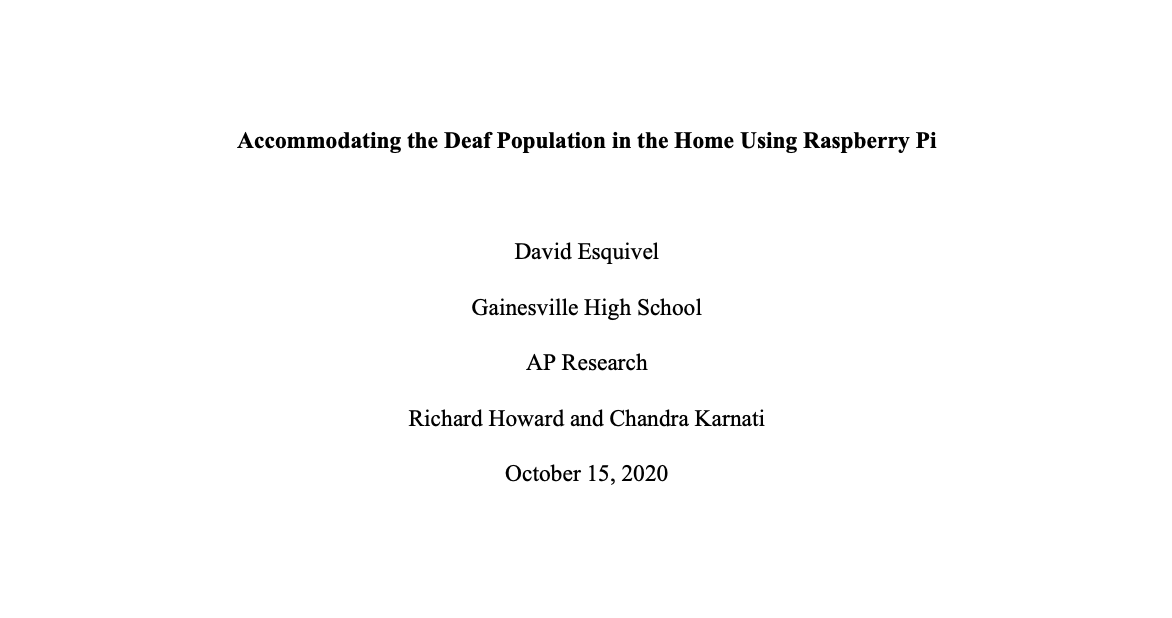 Accommodating the Deaf Population in the Home Using Raspberry Pi
David Esquivel
Gainesville High School
AP Research
Richard Howard and Chandra Karnati
October 15, 2020